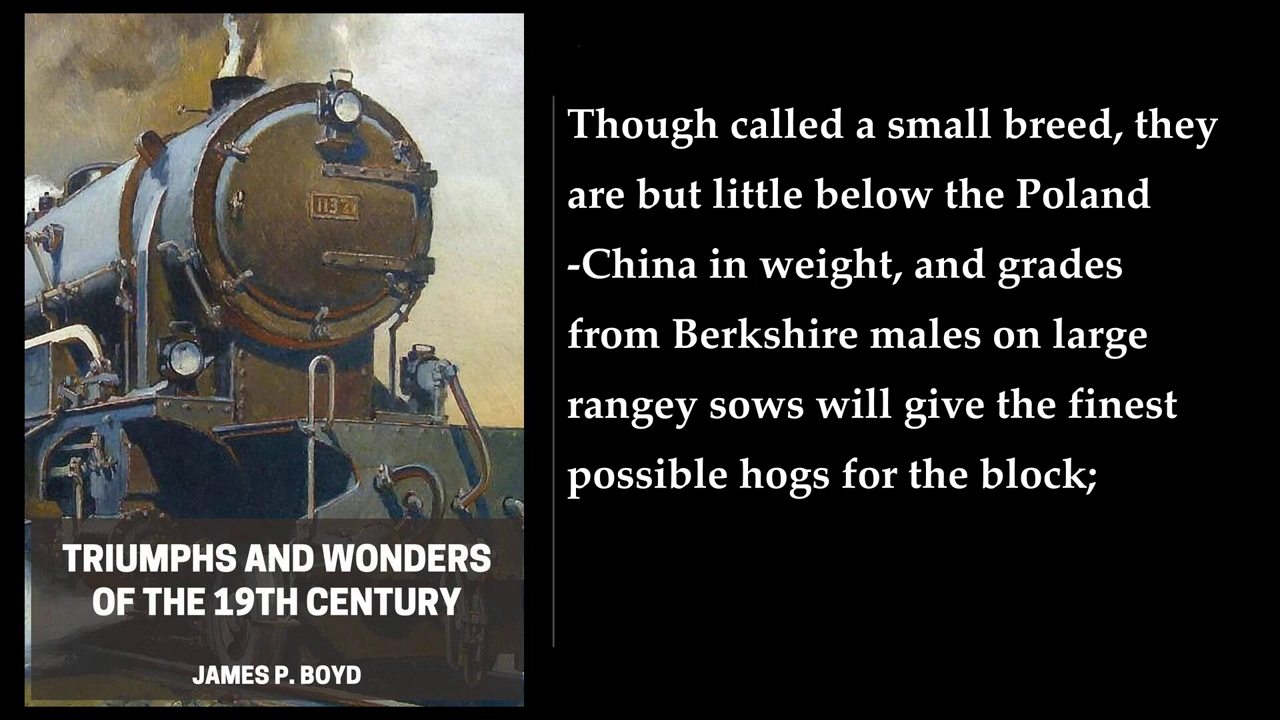 Though called a small breed, they
are but little below the Poland
-China in weight, and grades
from Berkshire males on large
rangey sows will give the finest
possible hogs for the block;
TRIUMPHS AND WONDERS
OF THE 19TH CENTURY
JAMES P. BOYD